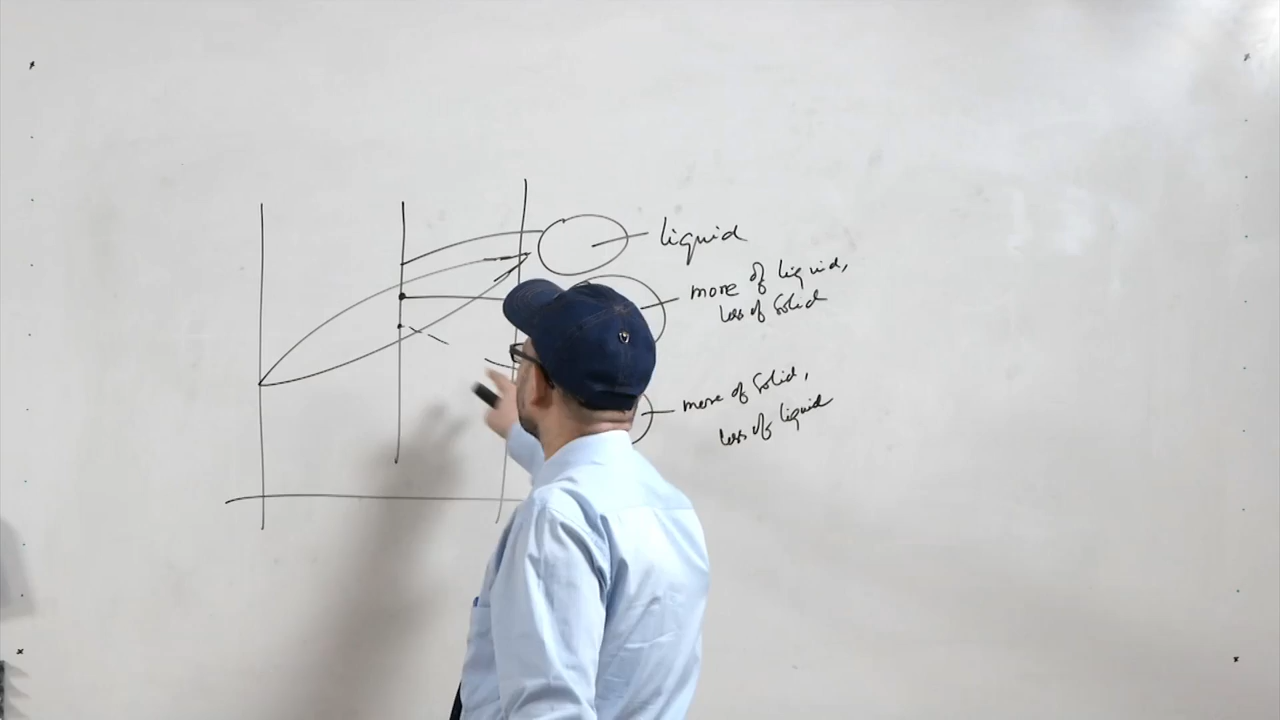 liquid
more of liquid,
less of Solid
more of Solid,
less of liquid